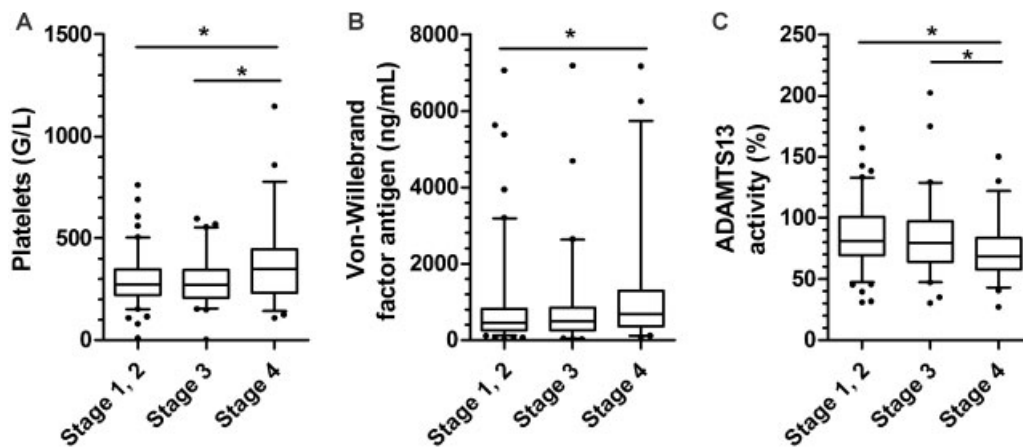 A
Platelets (G/L)
1500
1000
500
0
*
*
Stage 1, 2
Stage 3
Stage 4
B
Von-Willebrand
factor antigen (ng/mL)
8000
6000
4000
2000
0
*
Stage 1, 2
Stage 3
Stage 4
C
ADAMTS13
activity (%)
250
200
150
100
50
0
*
*
Stage 1, 2
Stage 3
Stage 4